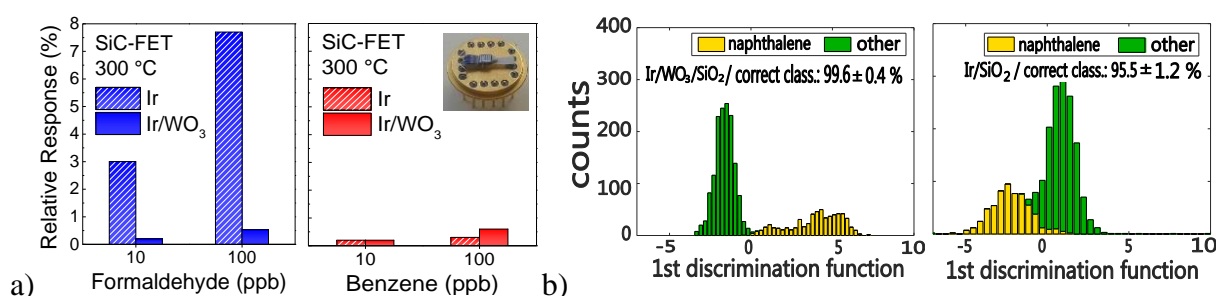 8
7
6
5
4
3
2
1
0
Relative Response (%)
SiC-FET
300 °C
Ir
Ir/WO3
10
100
Formaldehyde (ppb)
a)
SiC-FET
300 °C
Ir
Ir/WO3
10
100
Benzene (ppb)
b)
400
300
200
100
0
counts
naphthalene other
Ir/WO3/SiO2/ correct class.: 99.6 ± 0.4 %
-5 0 5 10
1st discrimination function
naphthalene other
Ir/SiO2 / correct class.: 95.5 ± 1.2 %
-5 0 5 10
1st discrimination function